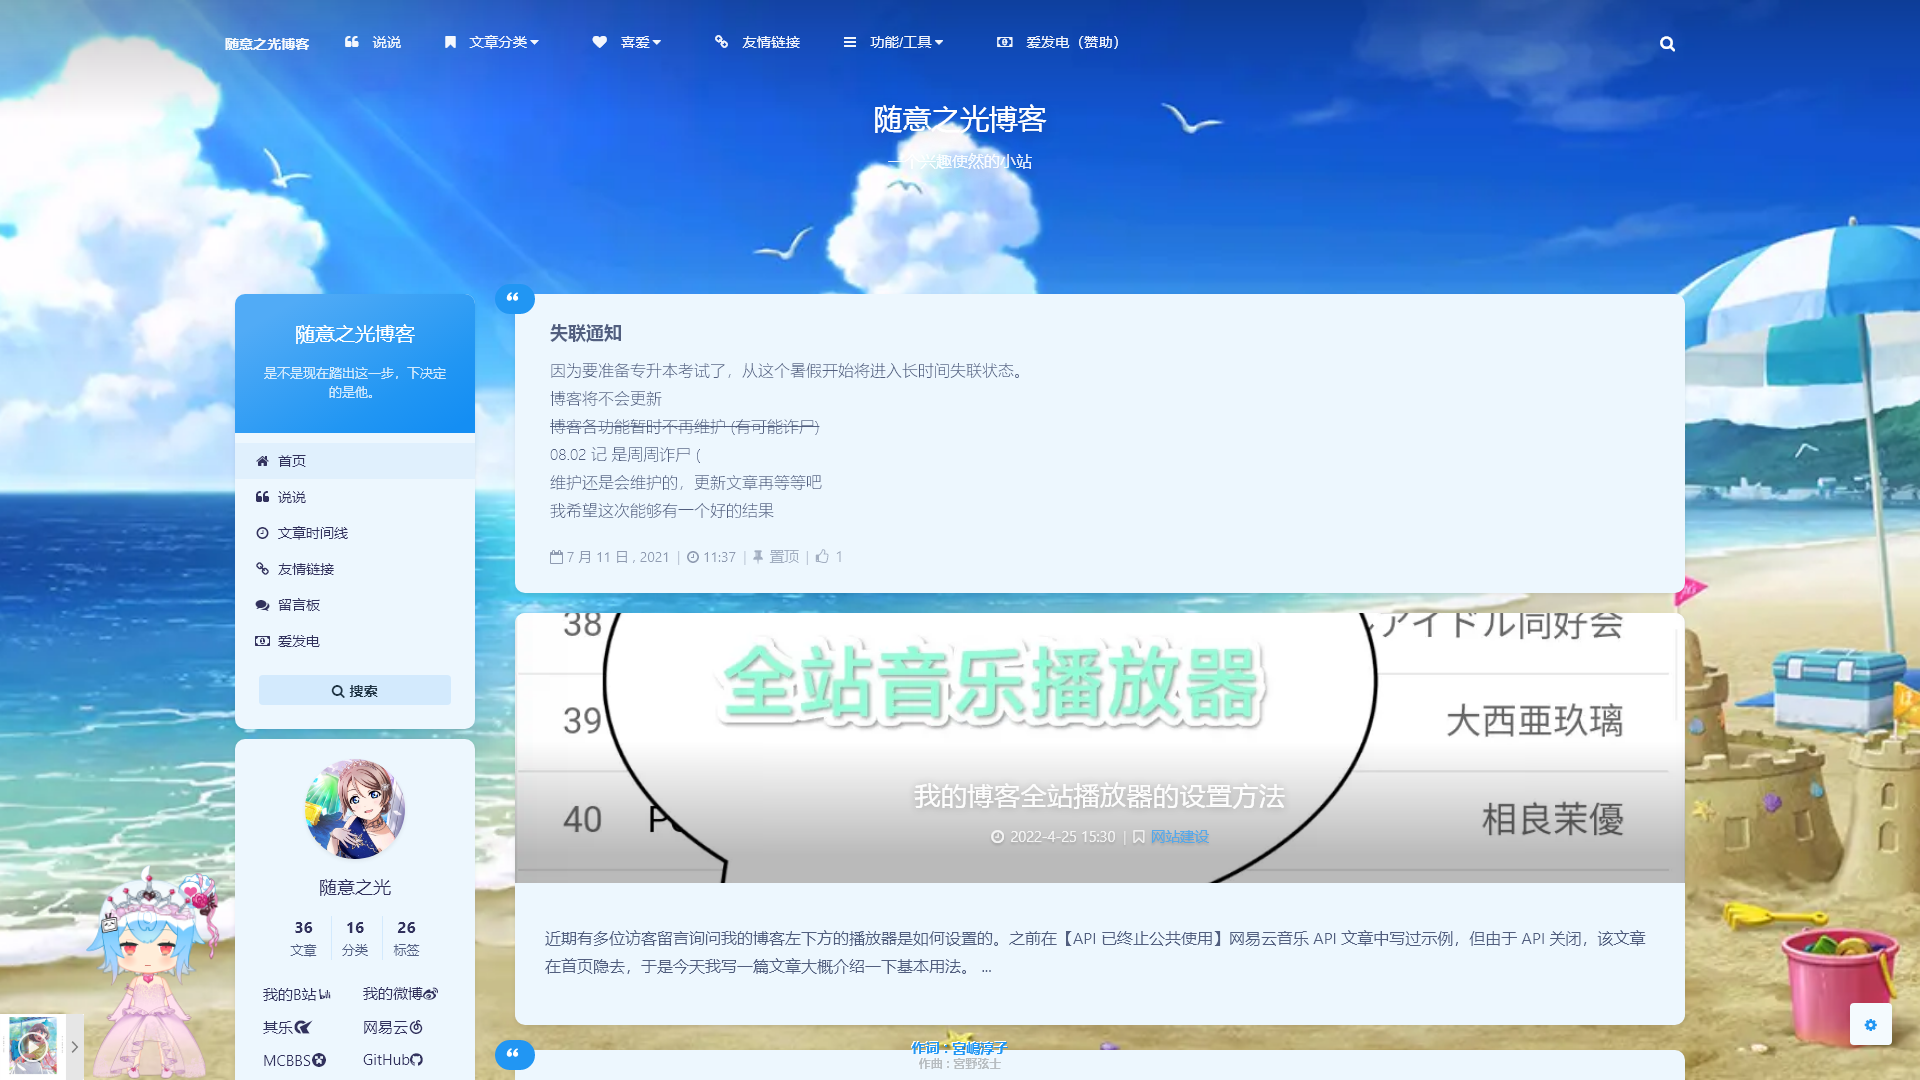 随意之光博客
说说
文章分类
喜爱
友情链接
功能/工具
爱发电（赞助）
随意之光博客
一个兴趣使然的小站
随意之光博客
是不是现在踏出这一步，下决定
的是他。
首页
说说
文章时间线
友情链接
留言板
爱发电
搜索
随意之光
36 16 26
文章 分类 标签
我的B站 我的微博
其乐 网易云
MCBBS GitHub
失联通知
因为要准备专升本考试了，从这个暑假开始将进入长时间失联状态。
博客将不会更新
博客各功能暂时不再维护 (有可能诈尸)
08.02 记 是周周诈尸 (
维护还是会维护的，更新文章再等等吧
我希望这次能够有一个好的结果
7 月 11 日 , 2021 | 11:37 | 置顶 | 1
38 アイドル同好会
全站音乐播放器
39 大西亜玖璃
40 相良茉優
我的博客全站播放器的设置方法
2022-4-25 15:30 | 网站建设
近期有多位访客留言询问我的博客左下方的播放器是如何设置的。之前在【API 已终止公共使用】网易云音乐 API 文章中写过示例，但由于 API 关闭，该文章
在首页隐去，于是今天我写一篇文章大概介绍一下基本用法。 ...
作词 : 宮嶋淳子
作曲 : 宮野弦士